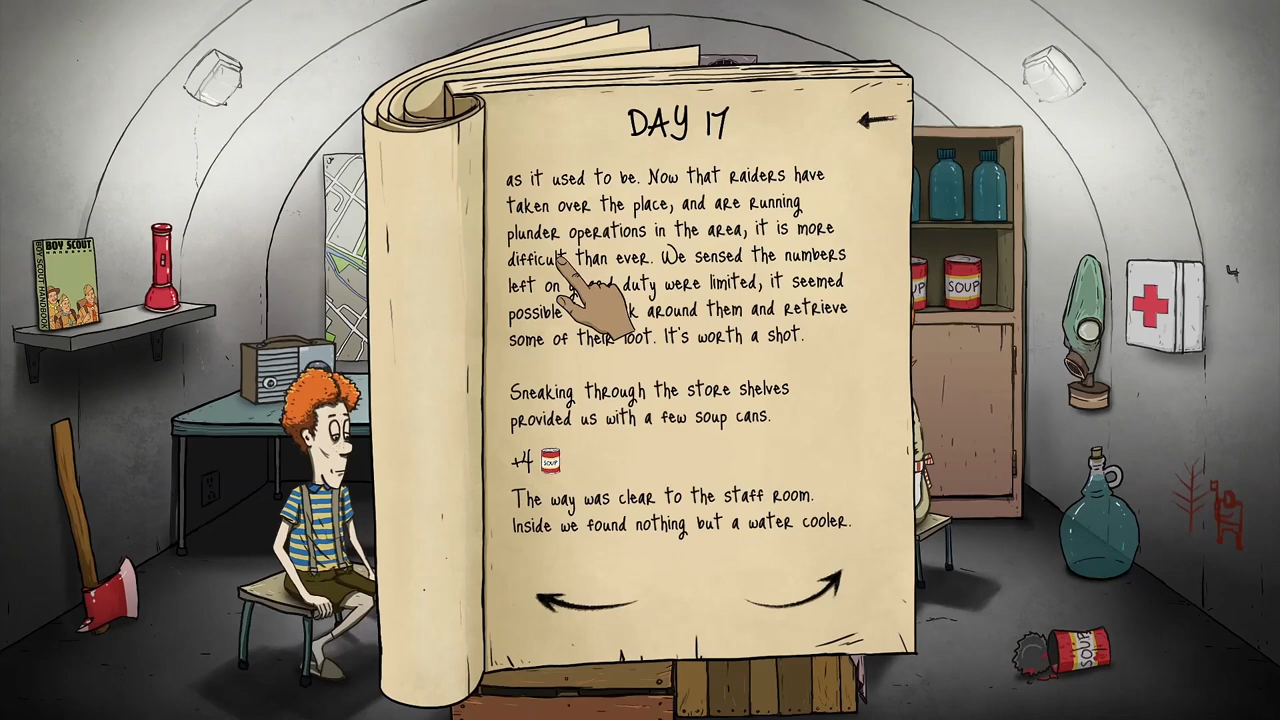 DAY 17
as it used to be. Now that raiders have
taken over the place, and are running
plunder operations in the area, it is more
difficult than ever. We sensed the numbers
left on duty were limited, it seemed
possible around them and retrieve
some of their loot. It's worth a shot.
Sneaking through the store shelves
provided us with a few soup cans.
+4 SOUP
The way was clear to the staff room.
Inside we found nothing but a water cooler.
BOY SCOUT
BOY SCOUT HANDBOOK
SOUP
SOUP